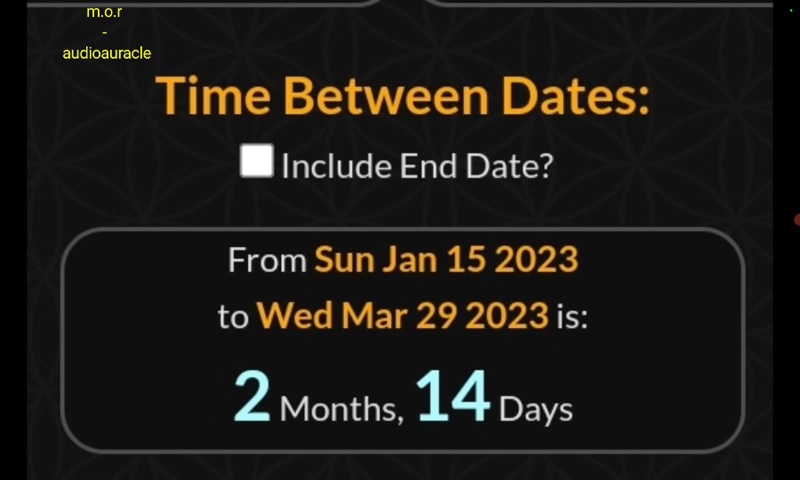 m.o.r
-
audioauracle
Time Between Dates:
Include End Date?
From Sun Jan 15 2023
to Wed Mar 29 2023 is:
2 Months, 14 Days